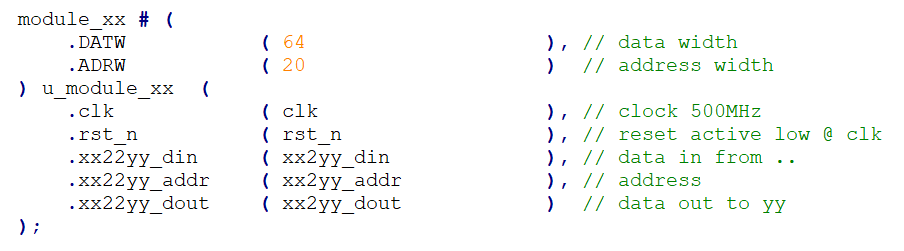 module_xx # (
    .DATW           ( 64                    ), // data width
    .ADRW           ( 20                    )  // address width
) u_module_xx  (
    .clk            ( clk                   ), // clock 500MHz
    .rst_n          ( rst_n                 ), // reset active low @ clk
    .xx22yy_din     ( xx2yy_din             ), // data in from ..
    .xx22yy_addr    ( xx2yy_addr            ), // address
    .xx22yy_dout    ( xx2yy_dout            )  // data out to yy
);